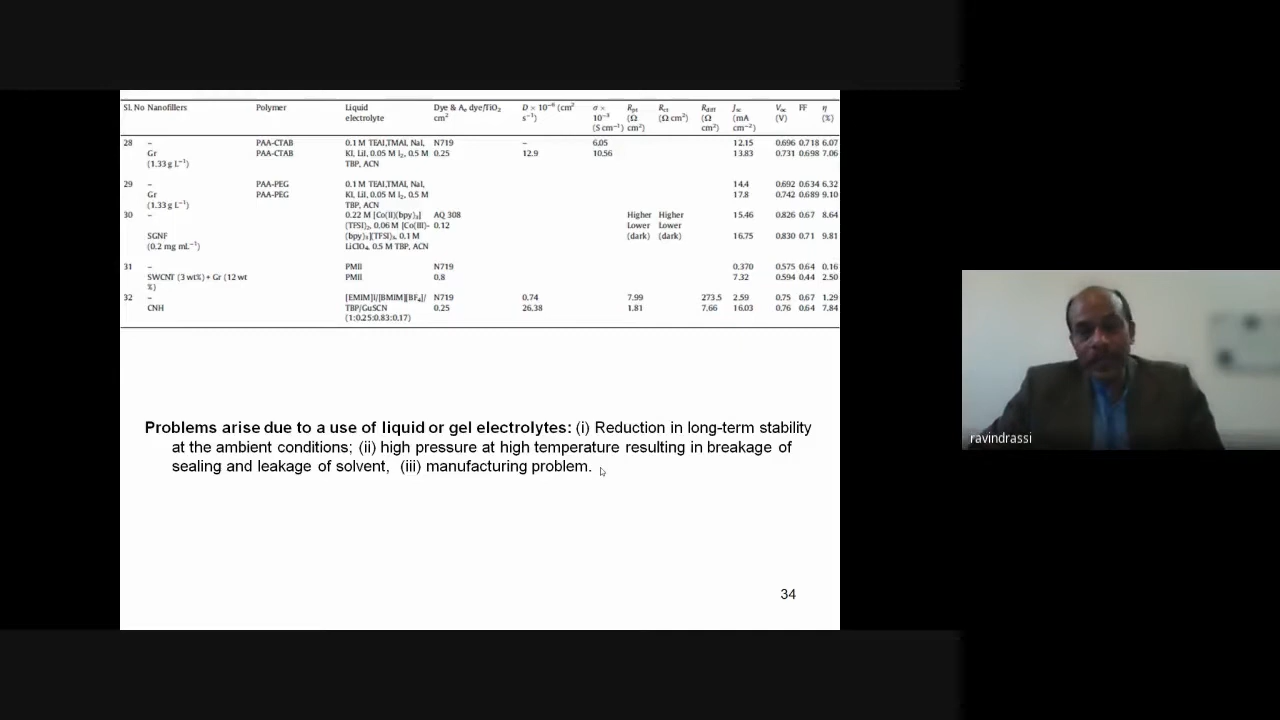 Sl. No Nanofillers Polymer Liquid electrolyte Dye & A, dye/TiO₂ cm² D × 10⁻⁶ (cm² s⁻¹) σ × 10⁻³ (S cm⁻¹) Rpt (Ω cm²) Rct (Ω cm²) Rdiff (Ω cm²) Jsc (mA cm⁻²) Voc (V) FF η (%)
28 – PAA-CTAB 0.1 M TEAI,TMAI, NaI, N719 – 6.05 12.15 0.696 0.718 6.07
Gr PAA-CTAB KI, LiI, 0.05 M I₂, 0.5 M 0.25 12.9 10.56 13.83 0.731 0.698 7.06
(1.33 g L⁻¹) TBP, ACN
29 – PAA-PEG 0.1 M TEAI,TMAI, NaI, 14.4 0.692 0.634 6.32
Gr PAA-PEG KI, LiI, 0.05 M I₂, 0.5 M 17.8 0.742 0.689 9.10
(1.33 g L⁻¹) TBP, ACN
30 – 0.22 M [Co(II)(bpy)₃] AQ 308 Higher Higher 15.46 0.826 0.67 8.64
(TFSI)₂, 0.06 M [Co(III)- 0.12 Lower Lower
SGNF (bpy)₃](TFSI)₃, 0.1 M (dark) (dark) 16.75 0.830 0.71 9.81
(0.2 mg mL⁻¹) LiClO₄, 0.5 M TBP, ACN
31 – PMII N719 0.370 0.575 0.64 0.16
SWCNT (3 wt%) + Gr (12 wt PMII 0.8 7.32 0.594 0.44 2.50
%)
32 – [EMIM]I/[BMIM][BF₄]/ N719 0.74 7.99 273.5 2.59 0.75 0.67 1.29
CNH TBP/GuSCN 0.25 26.38 1.81 7.66 16.03 0.76 0.64 7.84
(1:0.25:0.83:0.17)
Problems arise due to a use of liquid or gel electrolytes: (i) Reduction in long-term stability
at the ambient conditions; (ii) high pressure at high temperature resulting in breakage of
sealing and leakage of solvent, (iii) manufacturing problem.
34
ravindrassi